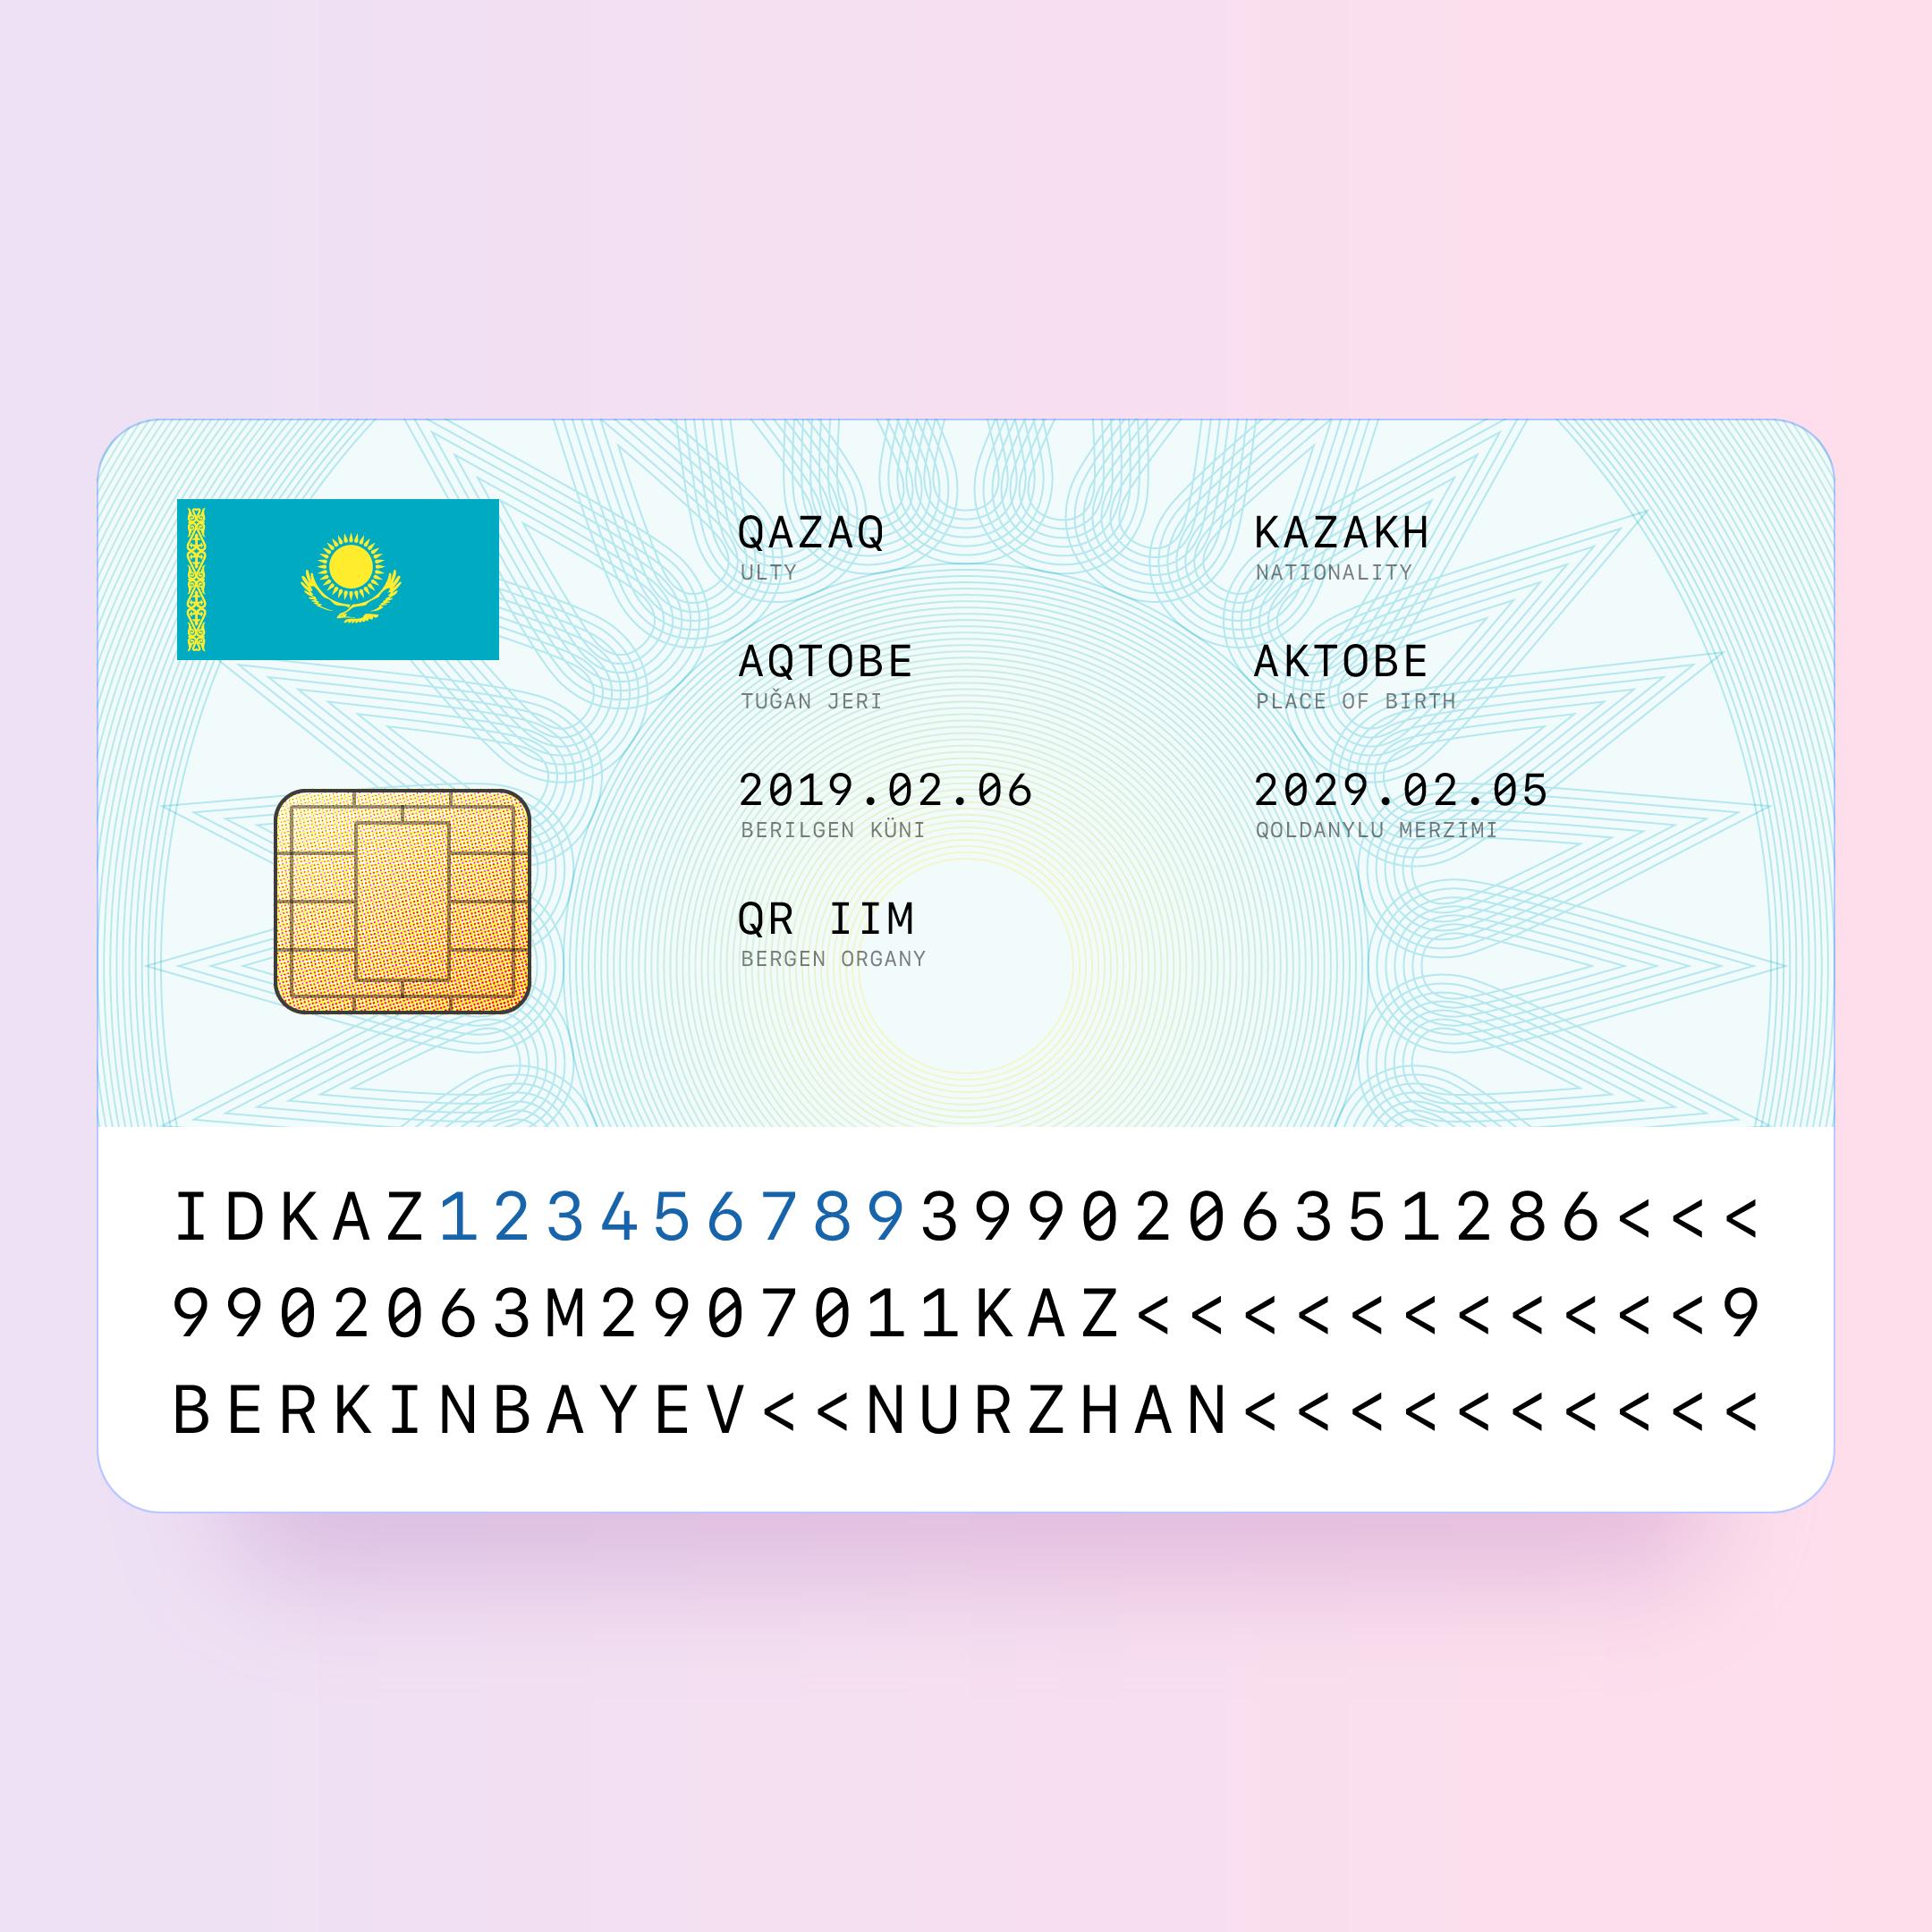 QAZAQ KAZAKH
ULTY NATIONALITY
AQTOBE AKTOBE
TUĞAN JERI PLACE OF BIRTH
2019.02.06 2029.02.05
BERILGEN KÜNI QOLDANYLU MERZIMI
QR IIM
BERGEN ORGANY
IDKAZ1234567893990206351286<<<
9902063M2907011KAZ<<<<<<<<<<<9
BERKINBAYEV<<NURZHAN<<<<<<<<<<